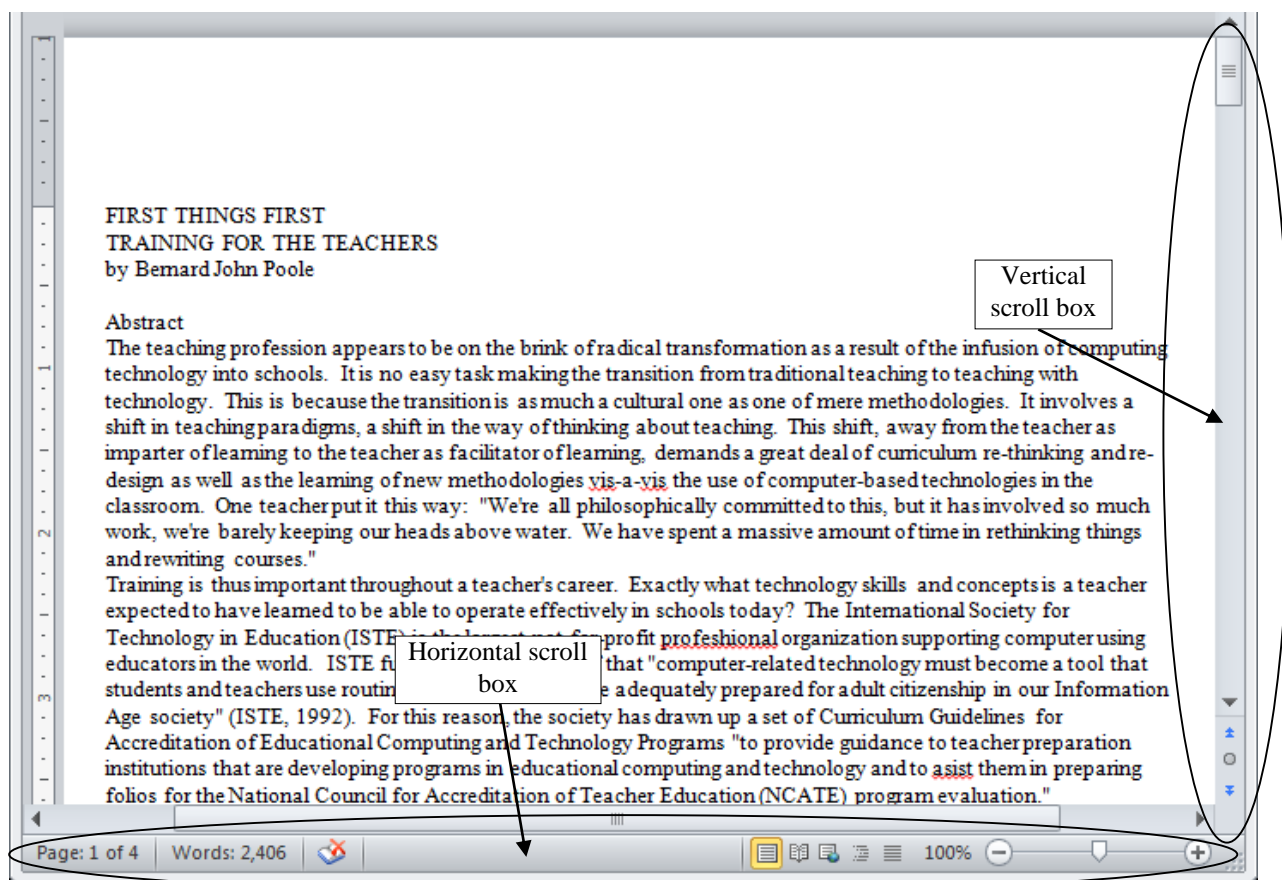 FIRST THINGS FIRST
TRAINING FOR THE TEACHERS
by Bernard John Poole
Abstract
The teaching profession appears to be on the brink of radical transformation as a result of the infusion of computing
technology into schools. It is no easy task making the transition from traditional teaching to teaching with
technology. This is because the transition is as much a cultural one as one of mere methodologies. It involves a
shift in teaching paradigms, a shift in the way of thinking about teaching. This shift, away from the teacher as
imparter of learning to the teacher as facilitator of learning, demands a great deal of curriculum re-thinking and re-
design as well as the learning of new methodologies vis-a-vis the use of computer-based technologies in the
classroom. One teacher put it this way: "We're all philosophically committed to this, but it has involved so much
work, we're barely keeping our heads above water. We have spent a massive amount of time in rethinking things
and rewriting courses."
Training is thus important throughout a teacher's career. Exactly what technology skills and concepts is a teacher
expected to have learned to be able to operate effectively in schools today? The International Society for
Technology in Education (ISTE) is the largest not-for-profit profeshional organization supporting computer using
educators in the world. ISTE fu that "computer-related technology must become a tool that
students and teachers use routin adequately prepared for adult citizenship in our Information
Age society" (ISTE, 1992). For this reason, the society has drawn up a set of Curriculum Guidelines for
Accreditation of Educational Computing and Technology Programs "to provide guidance to teacher preparation
institutions that are developing programs in educational computing and technology and to asist them in preparing
folios for the National Council for Accreditation of Teacher Education (NCATE) program evaluation."
Vertical
scroll box
Horizontal scroll
box
1
2
3
Page: 1 of 4 Words: 2,406 100%